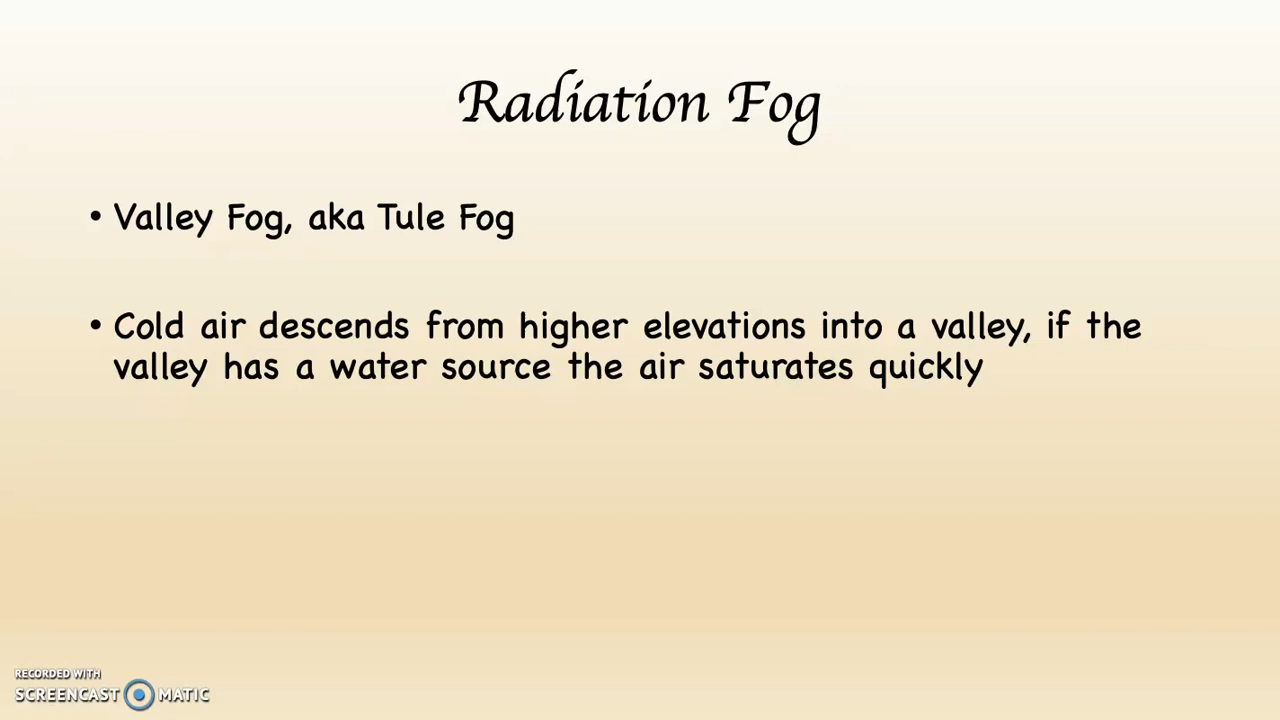 Radiation Fog
• Valley Fog, aka Tule Fog
• Cold air descends from higher elevations into a valley, if the
valley has a water source the air saturates quickly
RECORDED WITH
SCREENCAST MATIC